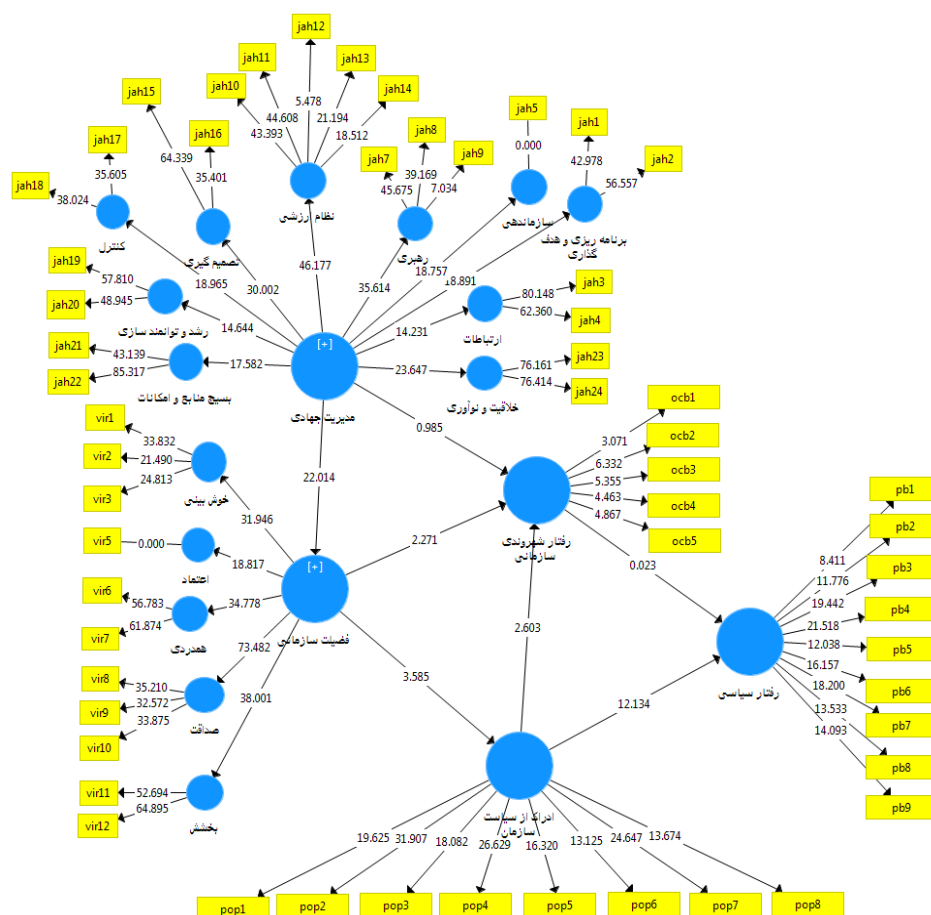 jah12
jah11
jah13
jah10
jah14
jah15
5.478
44.608
21.194
43.393
18.512
jah5
jah1
jah16
jah8
jah17
64.339
jah7
jah9
0.000
42.978
jah2
jah18
35.605
35.401
39.169
45.675
7.034
56.557
38.024
نظام ارزشی
سازماندهی
برنامه ریزی و هدف
گذاری
کنترل
تصمیم گیری
رهبری
46.177
18.757
18.891
jah19
18.965
30.002
35.614
jah3
57.810
80.148
jah20
48.945
14.644
14.231
62.360
jah4
رشد و توانمند سازی
ارتباطات
jah21
[+]
jah23
43.139
17.582
23.647
76.161
jah22
85.317
76.414
jah24
بسیج منابع و امکانات
خلاقیت و نوآوری
مدیریت جهادی
ocb1
vir1
0.985
3.071
ocb2
33.832
6.332
vir2
21.490
5.355
ocb3
24.813
22.014
4.463
ocb4
pb1
vir3
خوش بینی
4.867
31.946
ocb5
pb2
رفتار شهروندی
سازمانی
vir5
0.000
2.271
8.411
pb3
18.817
اعتماد
[+]
0.023
11.776
vir6
19.442
pb4
56.783
34.778
21.518
61.874
12.038
pb5
vir7
همدردی
فضیلت سازمانی
2.603
16.157
73.482
18.200
pb6
vir8
35.210
3.585
13.533
vir9
32.572
38.001
12.134
14.093
pb7
33.875
رفتار سیاسی
vir10
صداقت
pb8
vir11
52.694
pb9
64.895
vir12
بخشش
ادراک از سیاست
سازمان
19.625
31.907
18.082
26.629
16.320
13.125
24.647
13.674
pop1
pop2
pop3
pop4
pop5
pop6
pop7
pop8